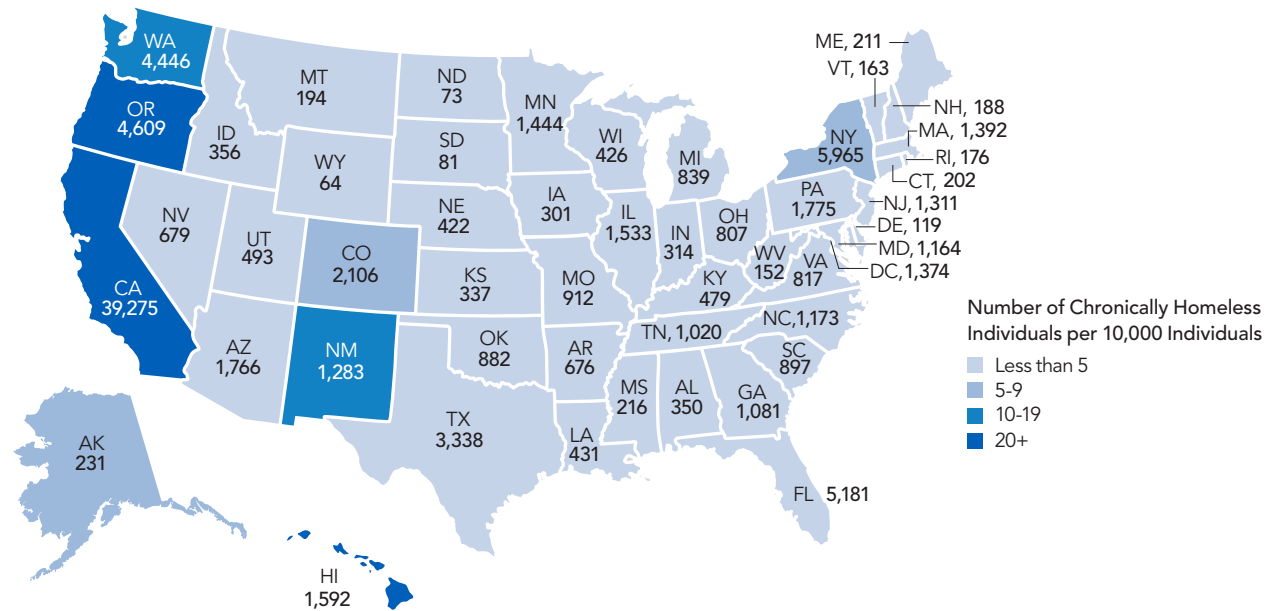 WA
4,446
OR
4,609
CA
39,275
ID
356
NV
679
MT
194
WY
64
UT
493
AZ
1,766
CO
2,106
NM
1,283
ND
73
SD
81
NE
422
KS
337
OK
882
TX
3,338
MN
1,444
IA
301
MO
912
AR
676
LA
431
WI
426
IL
1,533
MI
839
IN
314
OH
807
KY
479
TN, 1,020
MS
216
AL
350
GA
1,081
FL 5,181
SC
897
NC,1,173
VA
817
WV
152
PA
1,775
NY
5,965
ME, 211
VT, 163
NH, 188
MA, 1,392
RI, 176
CT, 202
NJ, 1,311
DE, 119
MD, 1,164
DC, 1,374
AK
231
HI
1,592
Number of Chronically Homeless
Individuals per 10,000 Individuals
Less than 5
5-9
10-19
20+